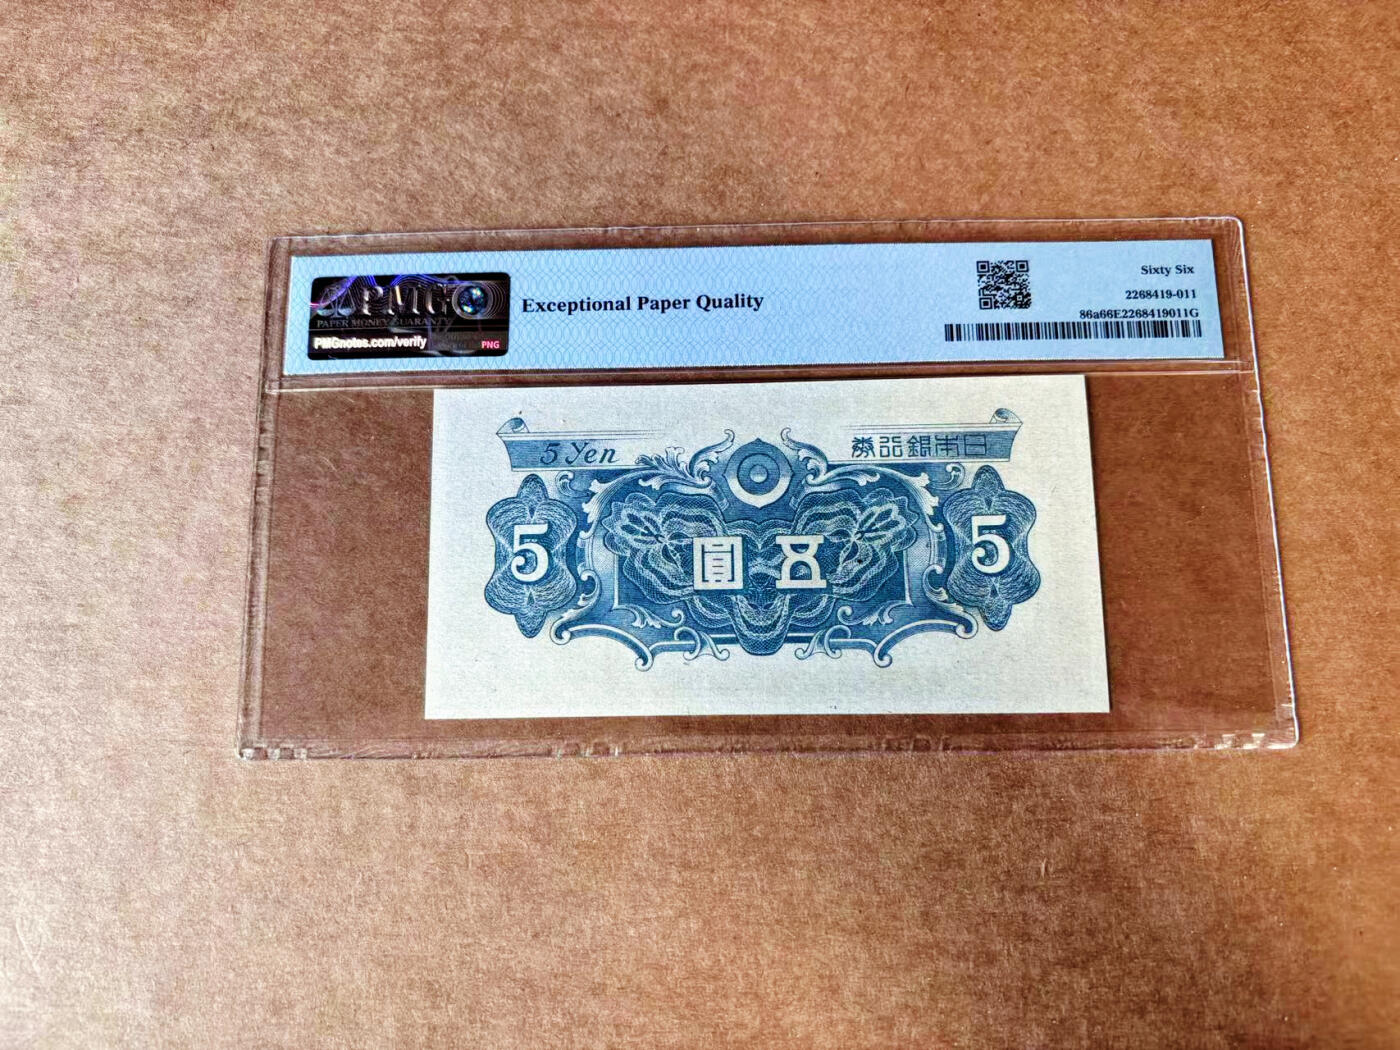 PMG
PAPER MONEY GUARANTY
PMGnotes.com/verify
PNG
Exceptional Paper Quality
Sixty Six
2268419-011
86a66E2268419011G
5 Yen
券行銀本日
5
圓五
5